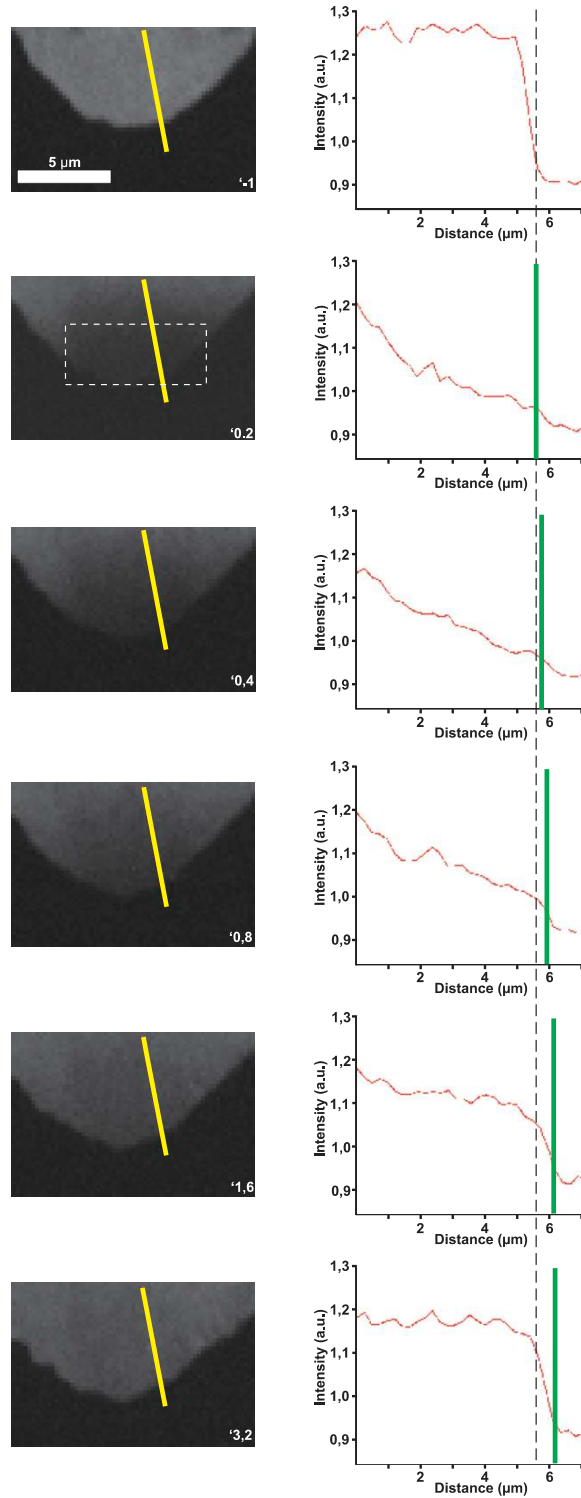 5 µm
‘-1
1,3
1,2
1,1
1,0
0,9
Intensity (a.u.)
2 4 6
Distance (µm)
‘0.2
1,3
1,2
1,1
1,0
0,9
Intensity (a.u.)
2 4 6
Distance (µm)
‘0,4
1,3
1,2
1,1
1,0
0,9
Intensity (a.u.)
2 4 6
Distance (µm)
‘0,8
1,3
1,2
1,1
1,0
0,9
Intensity (a.u.)
2 4 6
Distance (µm)
‘1,6
1,3
1,2
1,1
1,0
0,9
Intensity (a.u.)
2 4 6
Distance (µm)
‘3,2
1,3
1,2
1,1
1,0
0,9
Intensity (a.u.)
2 4 6
Distance (µm)